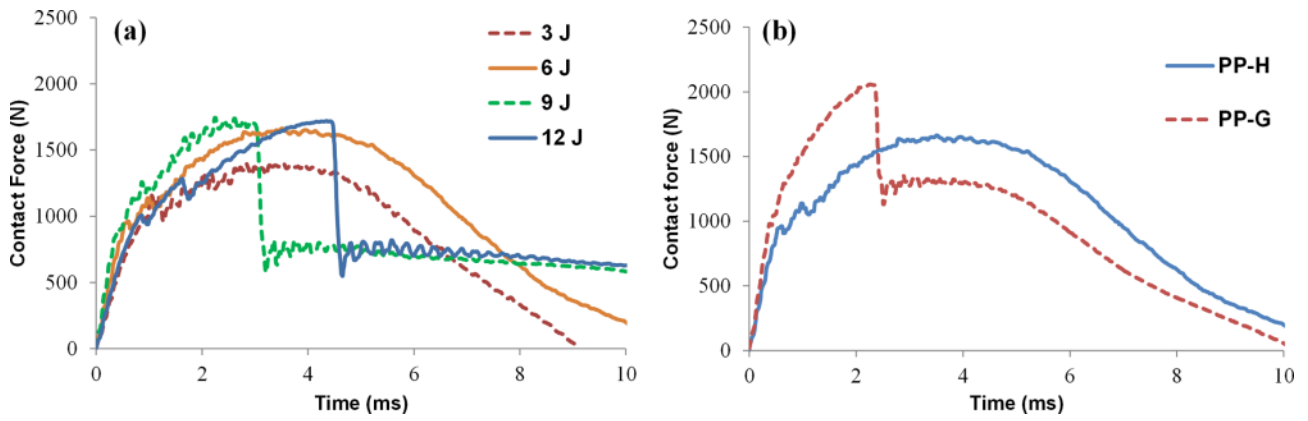 (a)
3 J
6 J
9 J
12 J
Contact Force (N)
2500
2000
1500
1000
500
0
0 2 4 6 8 10
Time (ms)
(b)
PP-H
PP-G
Contact force (N)
2500
2000
1500
1000
500
0
0 2 4 6 8 10
Time (ms)